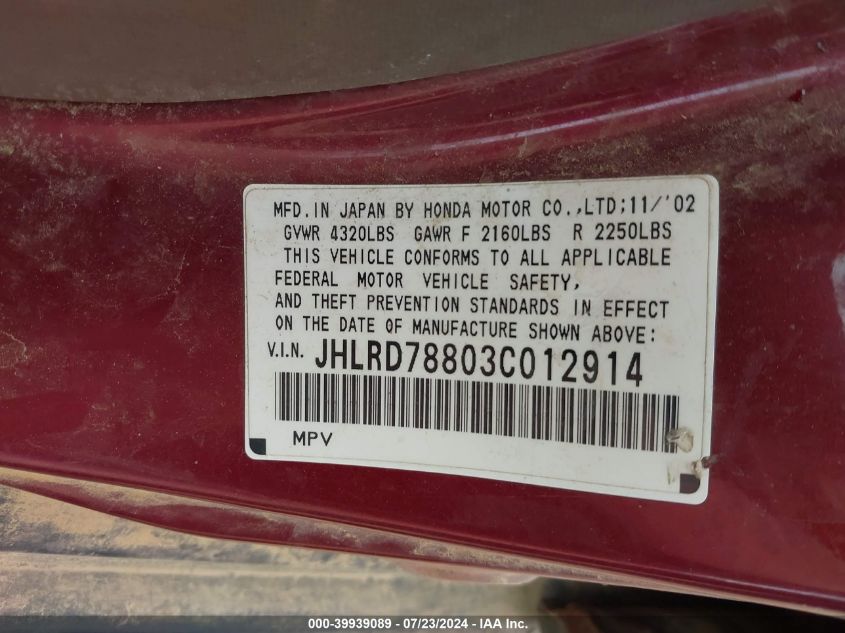 MFD.IN JAPAN BY HONDA MOTOR CO.,LTD;11/'02
GVWR 4320LBS GAWR F 2160LBS R 2250LBS
THIS VEHICLE CONFORMS TO ALL APPLICABLE
FEDERAL MOTOR VEHICLE SAFETY,
AND THEFT PREVENTION STANDARDS IN EFFECT
ON THE DATE OF MANUFACTURE SHOWN ABOVE:
V.I.N. JHLRD78803C012914
MPV
000-39939089 - 07/23/2024 - IAA Inc.